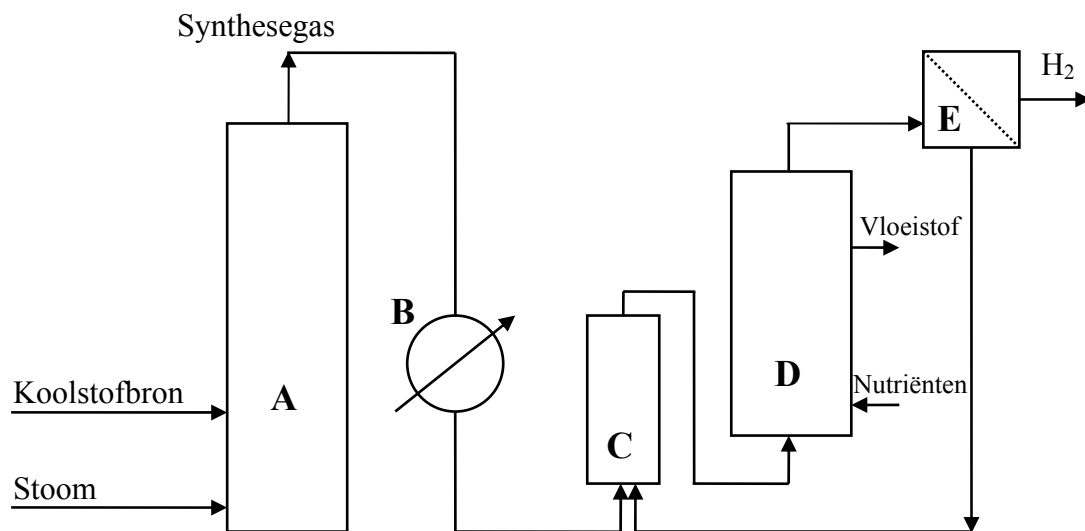 Synthesegas
H₂
E
Vloeistof
B
D
Nutriënten
Koolstofbron
A
C
Stoom